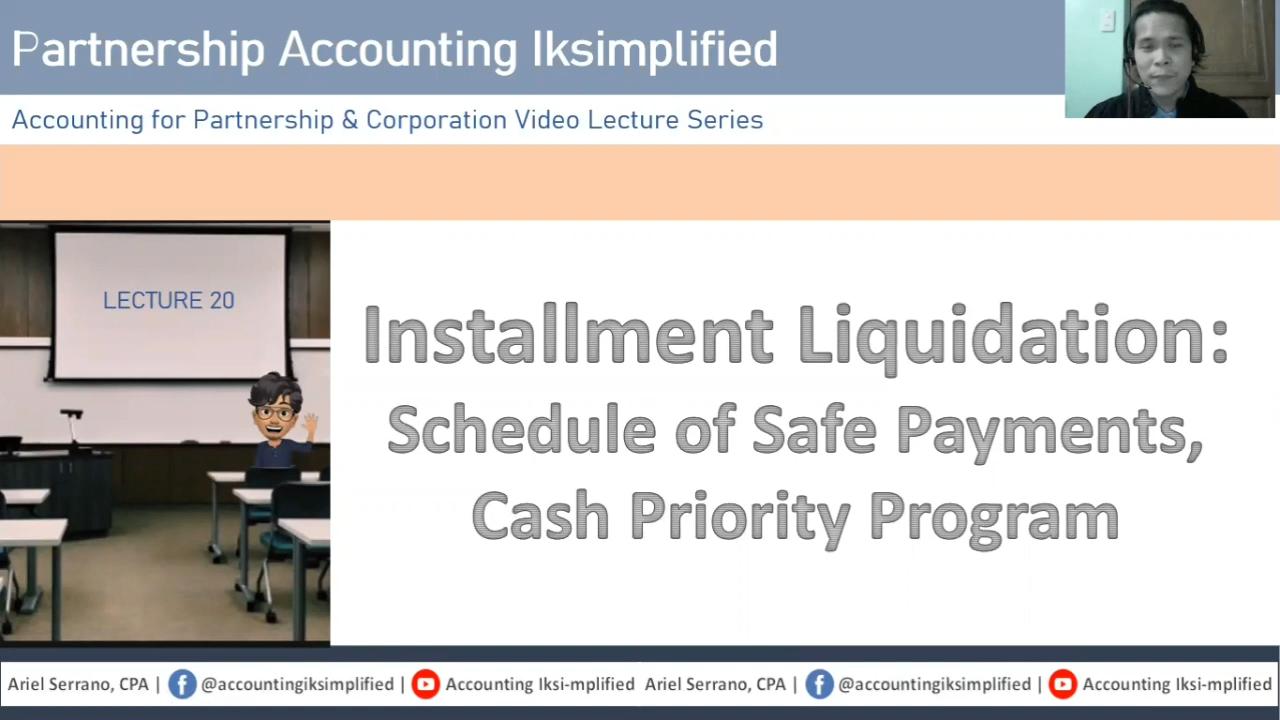 Partnership Accounting Iksimplified
Accounting for Partnership & Corporation Video Lecture Series
LECTURE 20
Installment Liquidation:
Schedule of Safe Payments,
Cash Priority Program
Ariel Serrano, CPA | @accountingiksimplified | Accounting Iksi-mplified Ariel Serrano, CPA | @accountingiksimplified | Accounting Iksi-mplified